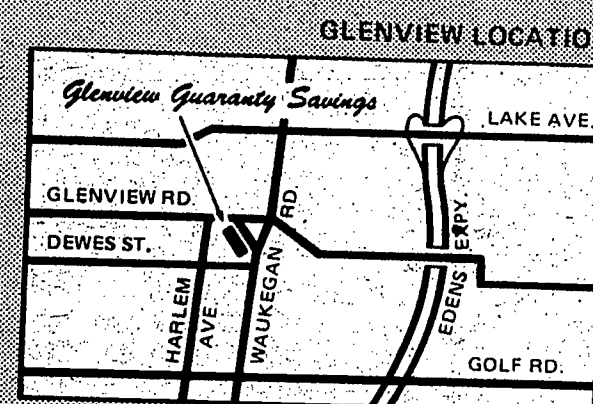 GLENVIEW LOCATIO
Glenview Guaranty Savings
LAKE AVE.
GLENVIEW RD.
RD.
DEWES ST.
EXPY.
HARLEM
AVE
WAUKEGAN
EDENS
GOLF RD.